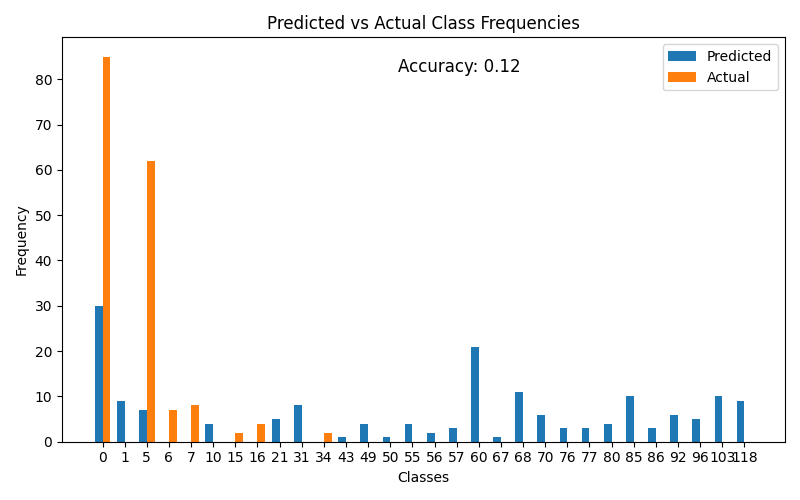 Predicted vs Actual Class Frequencies
Accuracy: 0.12
Predicted
Actual
Frequency
80
70
60
50
40
30
20
10
0
0 1 5 6 7 10 15 16 21 31 34 43 49 50 55 56 57 60 67 68 70 76 77 80 85 86 92 96 103 118
Classes